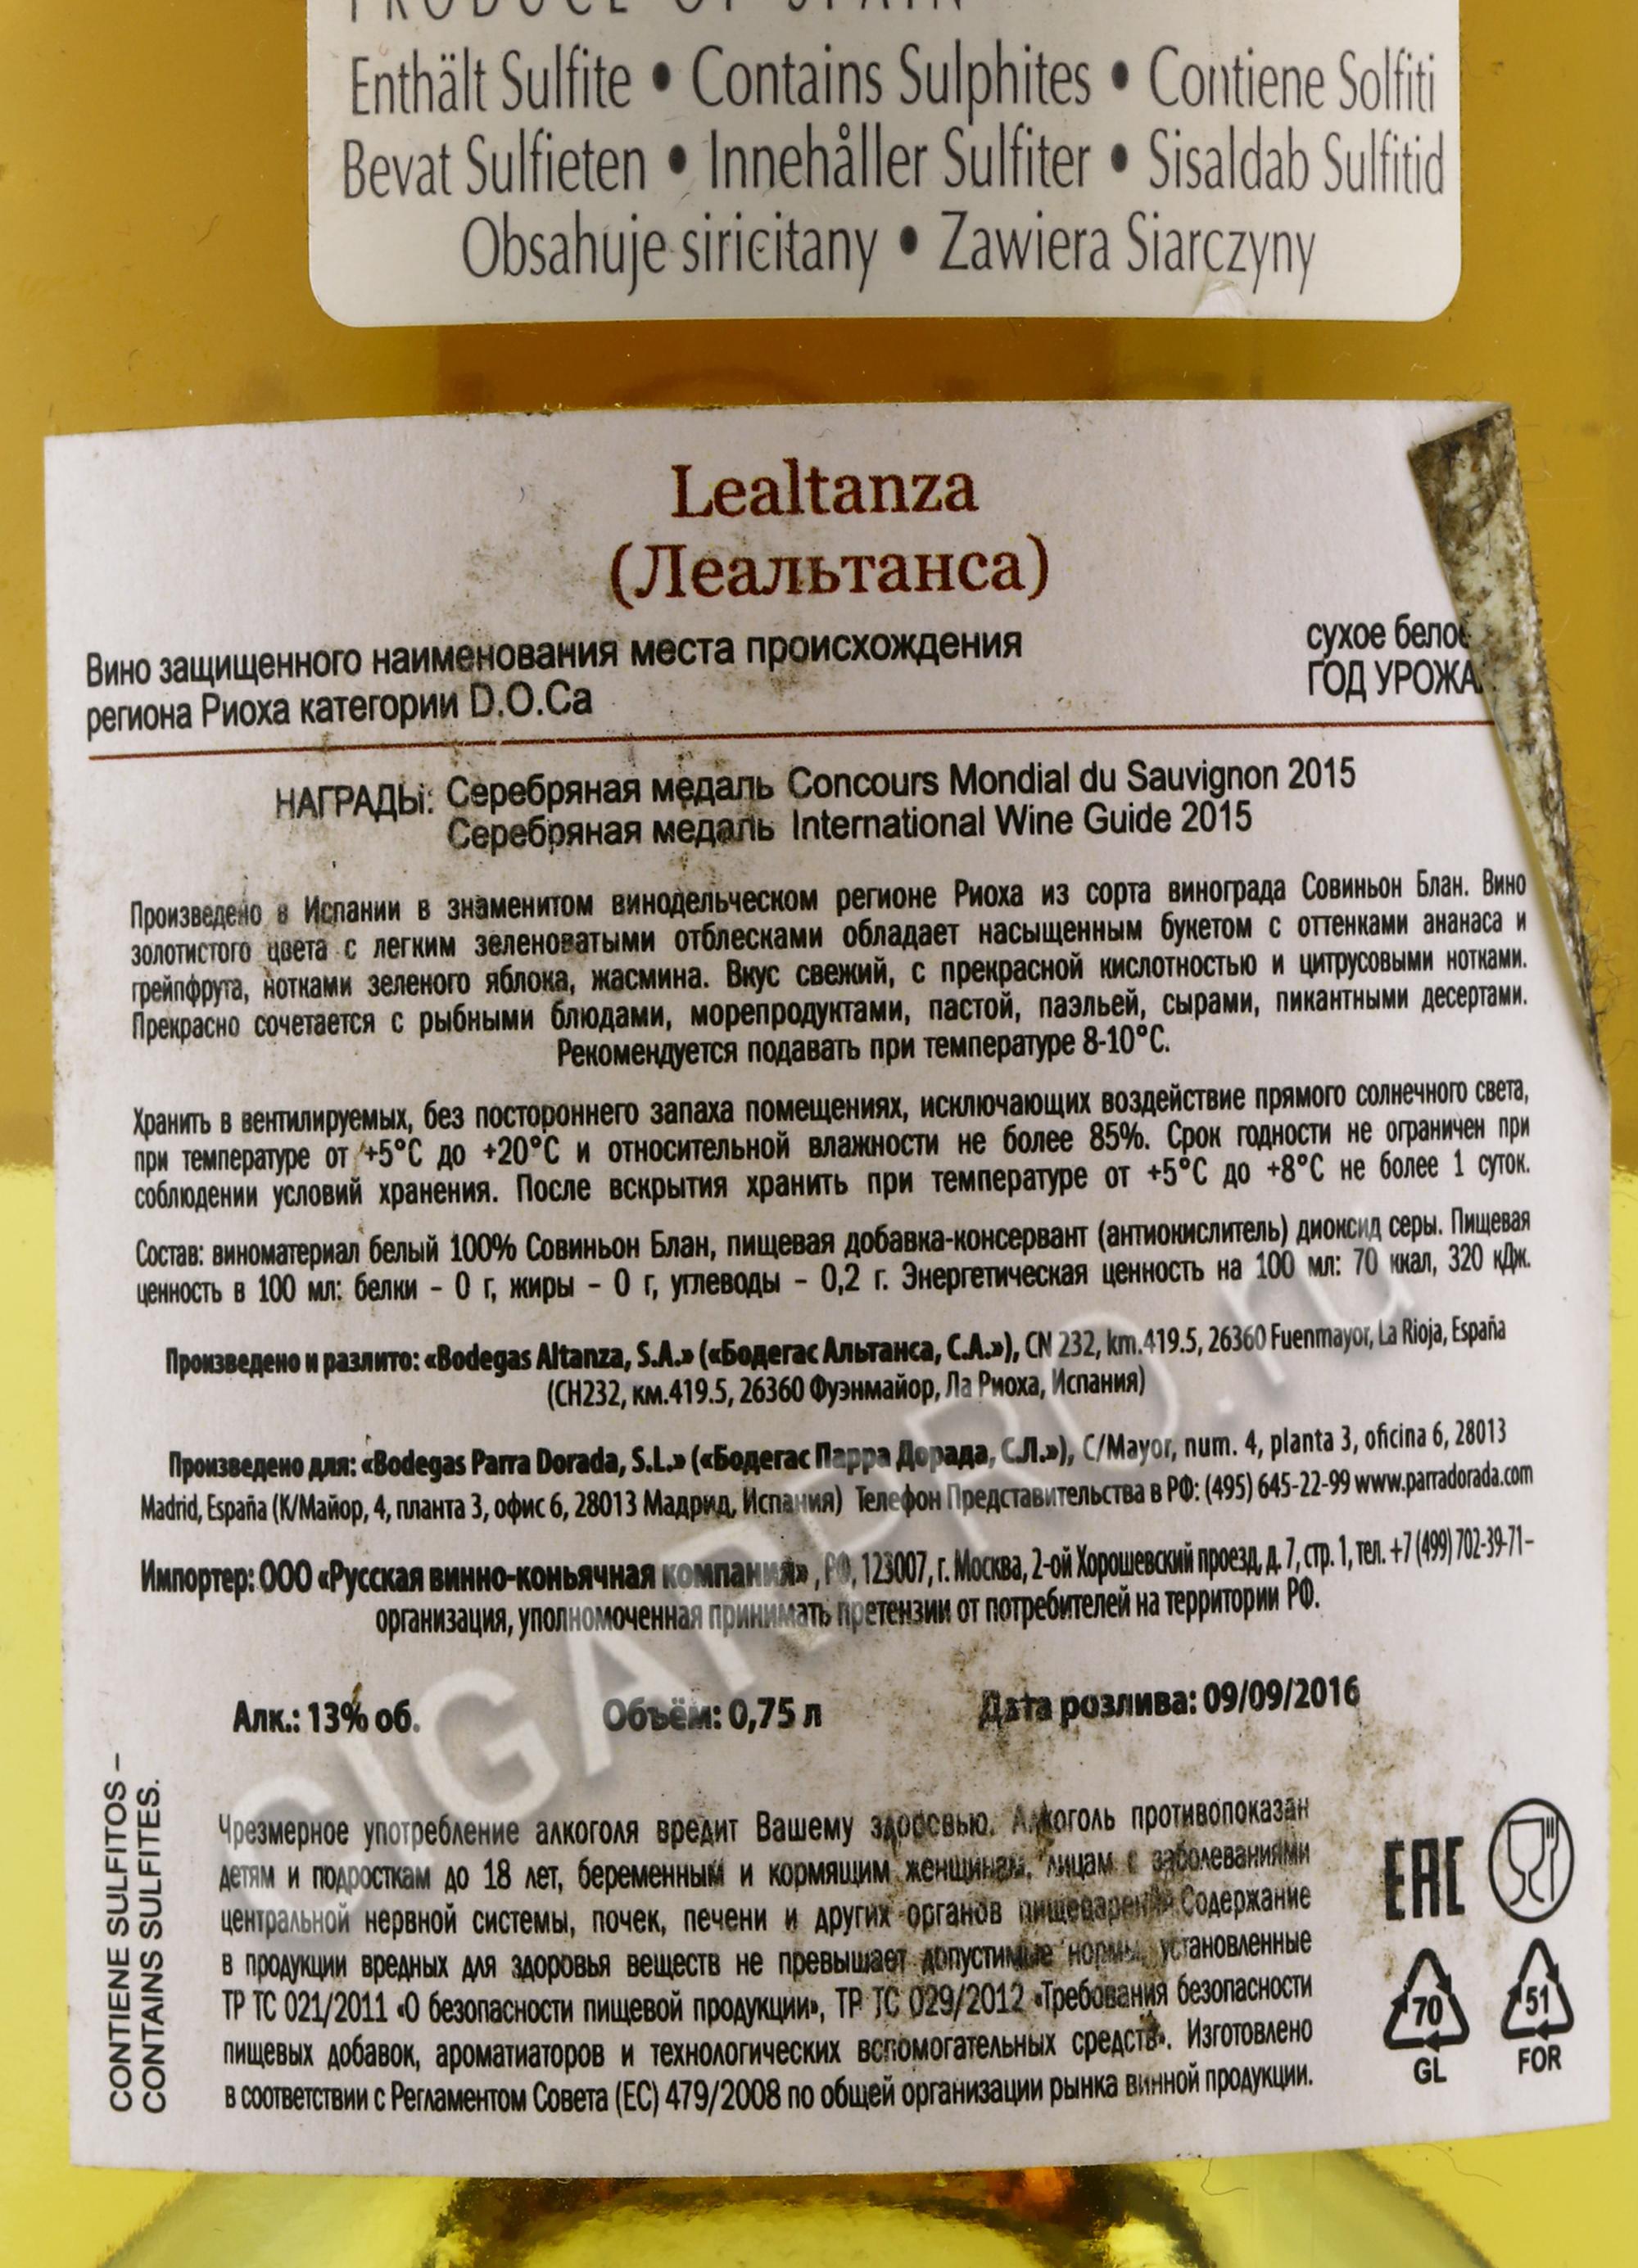 PRODUCE OF SPAIN
Enthält Sulfite • Contains Sulphites • Contiene Solfiti
Bevat Sulfieten • Innehåller Sulfiter • Sisaldab Sulfitid
Obsahuje siricitany • Zawiera Siarczyny
Lealtanza
(Леальтанса)
Вино защищенного наименования места происхождения
региона Риоха категории D.O.Ca
сухое
ГОД
НАГРАДЫ: Серебряная медаль Concours Mondial du Sauvignon 2015
Серебряная медаль International Wine Guide 2015
Произведено в Испании в знаменитом винодельческом регионе Риоха из сорта винограда Совиньон Блан. Вино
золотистого цвета с легким зеленоватыми отблесками обладает насыщенным букетом с оттенками ананаса и
грейпфрута, нотками зеленого яблока, жасмина. Вкус свежий, с прекрасной кислотностью и цитрусовыми нотками.
Прекрасно сочетается с рыбными блюдами, морепродуктами, пастой, паэльей, сырами, пикантными десертами.
Рекомендуется подавать при температуре 8-10°С.
Хранить в вентилируемых, без постороннего запаха помещениях, исключающих воздействие прямого солнечного света,
при температуре от +5°С до +20°С и относительной влажности не более 85%. Срок годности не ограничен при
соблюдении условий хранения. После вскрытия хранить при температуре от +5°С до +8°С не более 1 суток.
Состав: виноматериал белый 100% Совиньон Блан, пищевая добавка-консервант (антиокислитель) диоксид серы. Пищевая
ценность в 100 мл: белки – 0 г, жиры – 0 г, углеводы – 0,2 г. Энергетическая ценность на 100 мл: 70 ккал, 320 кДж.
Произведено и разлито: «Bodegas Altanza, S.A.» («Бодегас Альтанса, С.А.»), CN 232, km.419.5, 26360 Fuenmayor, La Rioja, España
(СН232, км.419.5, 26360 Фуэнмайор, Ла Риоха, Испания)
Произведено для: «Bodegas Parra Dorada, S.L.» («Бодегас Парра Дорада, С.Л.»), C/Mayor, num. 4, planta 3, oficina 6, 28013
Madrid, España (К/Майор, 4, планта 3, офис 6, 28013 Мадрид, Испания) Телефон Представительства в РФ: (495) 645-22-99 www.parradorada.com
Импортер: ООО «Русская винно-коньячная компания», РФ, 123007, г. Москва, 2-ой Хорошевский проезд, д. 7, стр. 1, тел. +7 (499) 702-39-71–
организация, уполномоченная принимать претензии от потребителей на территории РФ.
Алк.: 13% об. Объём: 0,75 л Дата розлива: 09/09/2016
CONTIENE SULFITOS –
CONTAINS SULFITES.
Чрезмерное употребление алкоголя вредит Вашему здоровью. Алкоголь противопоказан
детям и подросткам до 18 лет, беременным и кормящим женщинам, лицам с заболеваниями
центральной нервной системы, почек, печени и других органов пищеварения. Содержание
в продукции вредных для здоровья веществ не превышает допустимые нормы, установленные
ТР ТС 021/2011 «О безопасности пищевой продукции», ТР ТС 029/2012 «Требования безопасности
пищевых добавок, ароматиаторов и технологических вспомогательных средств». Изготовлено
в соответствии с Регламентом Совета (ЕС) 479/2008 по общей организации рынка винной продукции.
EAC
70
GL
51
FOR
CIGARPRO.ru